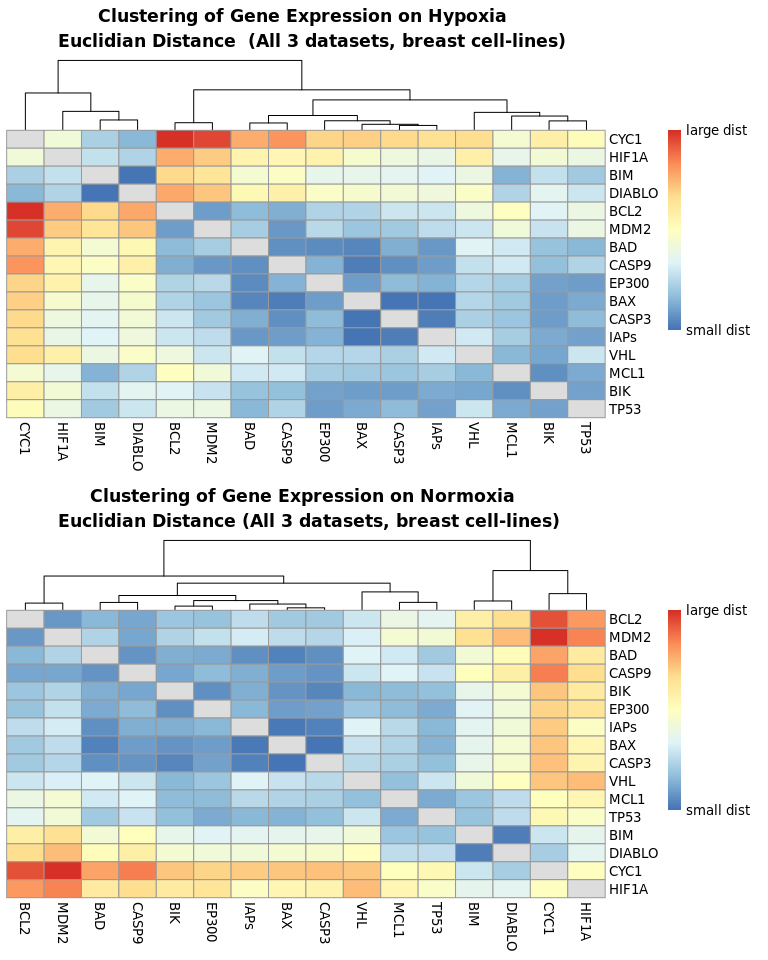 Clustering of Gene Expression on Hypoxia
Euclidian Distance (All 3 datasets, breast cell-lines)
large dist
small dist
CYC1
HIF1A
BIM
DIABLO
BCL2
MDM2
BAD
CASP9
EP300
BAX
CASP3
IAPs
VHL
MCL1
BIK
TP53
CYC1 HIF1A BIM DIABLO BCL2 MDM2 BAD CASP9 EP300 BAX CASP3 IAPs VHL MCL1 BIK TP53
Clustering of Gene Expression on Normoxia
Euclidian Distance (All 3 datasets, breast cell-lines)
large dist
small dist
BCL2
MDM2
BAD
CASP9
BIK
EP300
IAPs
BAX
CASP3
VHL
MCL1
TP53
BIM
DIABLO
CYC1
HIF1A
BCL2 MDM2 BAD CASP9 BIK EP300 IAPs BAX CASP3 VHL MCL1 TP53 BIM DIABLO CYC1 HIF1A